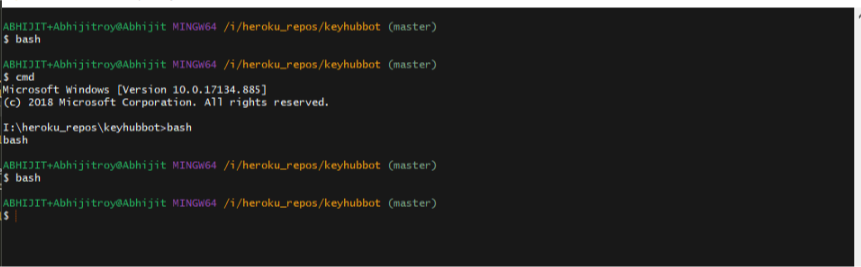 ABHIJIT+Abhijitroy@Abhijit MINGW64 /i/heroku_repos/keyhubbot (master)
$ bash
ABHIJIT+Abhijitroy@Abhijit MINGW64 /i/heroku_repos/keyhubbot (master)
$ cmd
Microsoft Windows [Version 10.0.17134.885]
(c) 2018 Microsoft Corporation. All rights reserved.
I:\heroku_repos\keyhubbot>bash
bash
ABHIJIT+Abhijitroy@Abhijit MINGW64 /i/heroku_repos/keyhubbot (master)
$ bash
ABHIJIT+Abhijitroy@Abhijit MINGW64 /i/heroku_repos/keyhubbot (master)
$